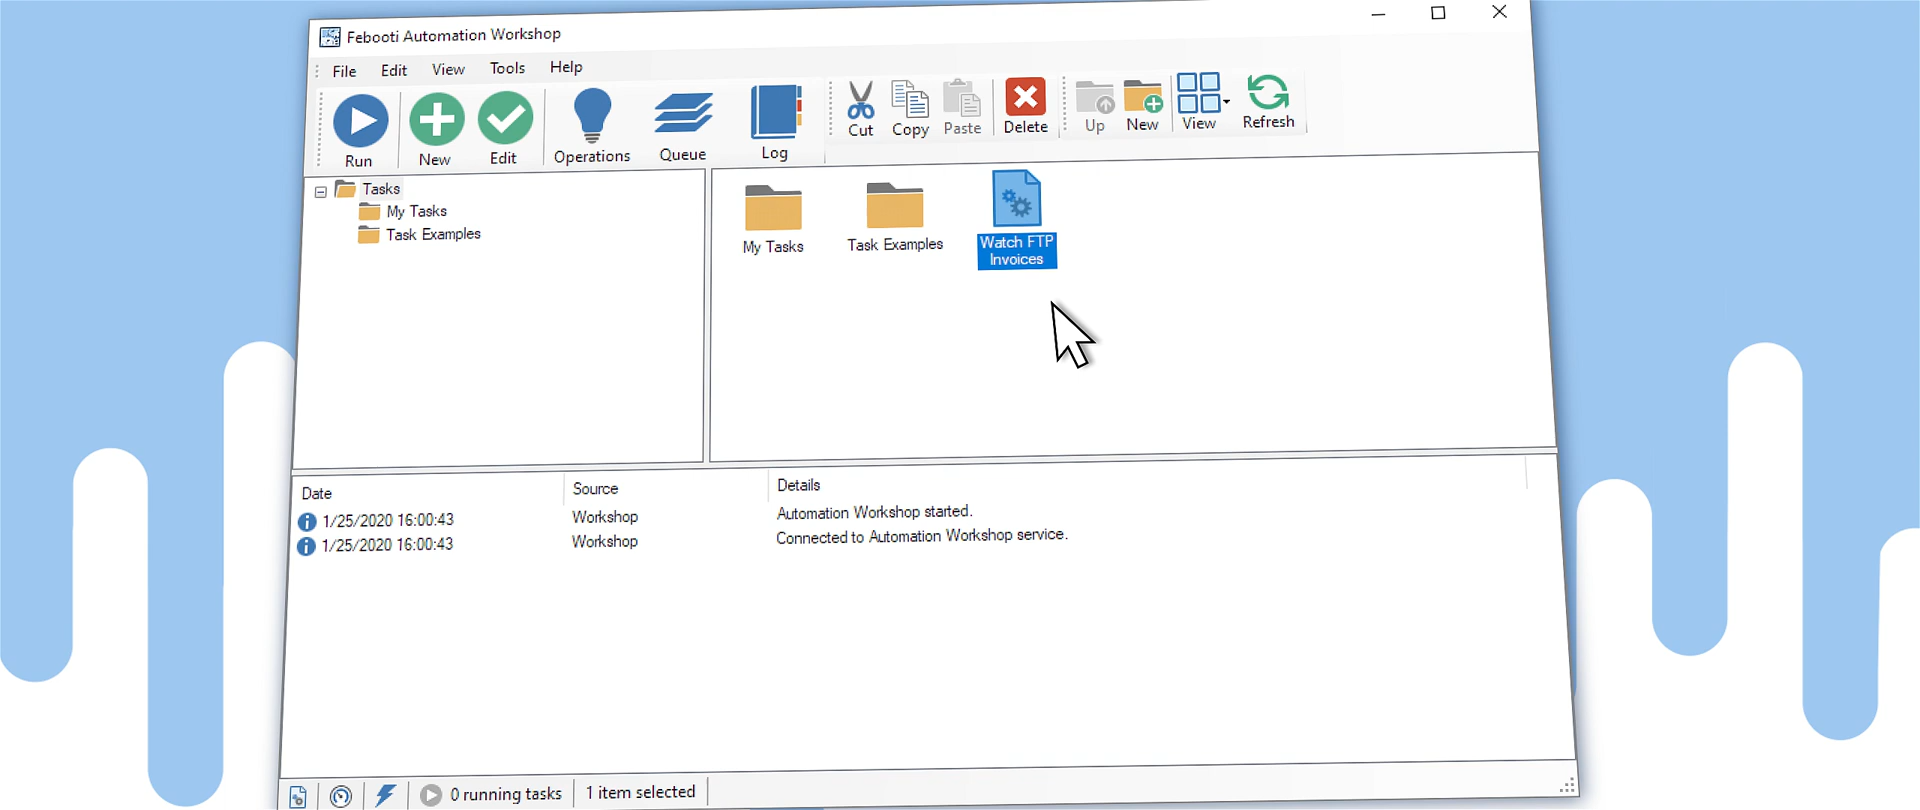 Febooti Automation Workshop
File Edit View Tools Help
Run New Edit Operations Queue Log Cut Copy Paste Delete Up New View Refresh
Tasks
My Tasks
Task Examples
My Tasks
Task Examples
Watch FTP
Invoices
Date Source Details
1/25/2020 16:00:43 Workshop Automation Workshop started.
1/25/2020 16:00:43 Workshop Connected to Automation Workshop service.
0 running tasks 1 item selected